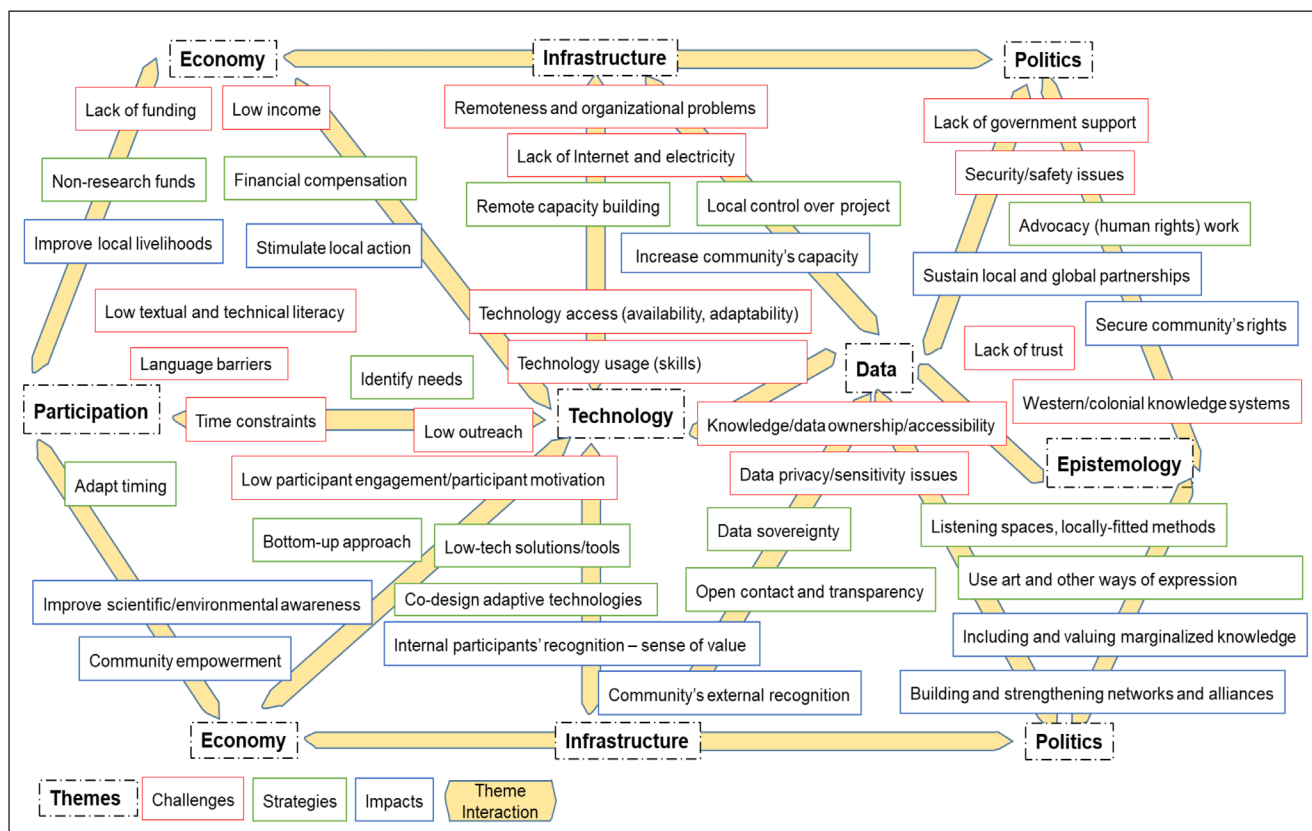 Economy
Infrastructure
Politics
Lack of funding
Low income
Remoteness and organizational problems
Lack of government support
Lack of Internet and electricity
Non-research funds
Financial compensation
Security/safety issues
Remote capacity building
Local control over project
Advocacy (human rights) work
Improve local livelihoods
Stimulate local action
Increase community's capacity
Sustain local and global partnerships
Low textual and technical literacy
Technology access (availability, adaptability)
Secure community's rights
Language barriers
Technology usage (skills)
Lack of trust
Identify needs
Data
Participation
Time constraints
Technology
Western/colonial knowledge systems
Low outreach
Knowledge/data ownership/accessibility
Epistemology
Adapt timing
Low participant engagement/participant motivation
Data privacy/sensitivity issues
Bottom-up approach
Low-tech solutions/tools
Data sovereignty
Listening spaces, locally-fitted methods
Improve scientific/environmental awareness
Co-design adaptive technologies
Open contact and transparency
Use art and other ways of expression
Community empowerment
Internal participants' recognition – sense of value
Including and valuing marginalized knowledge
Community's external recognition
Building and strengthening networks and alliances
Economy
Infrastructure
Politics
Themes
Challenges
Strategies
Impacts
Theme
Interaction